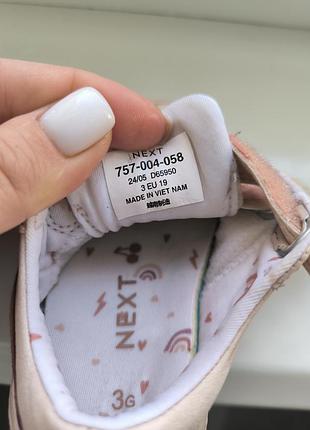 NEXT
757-004-058
24/05 D65950
3 EU 19
MADE IN VIET NAM
NEXT
3G